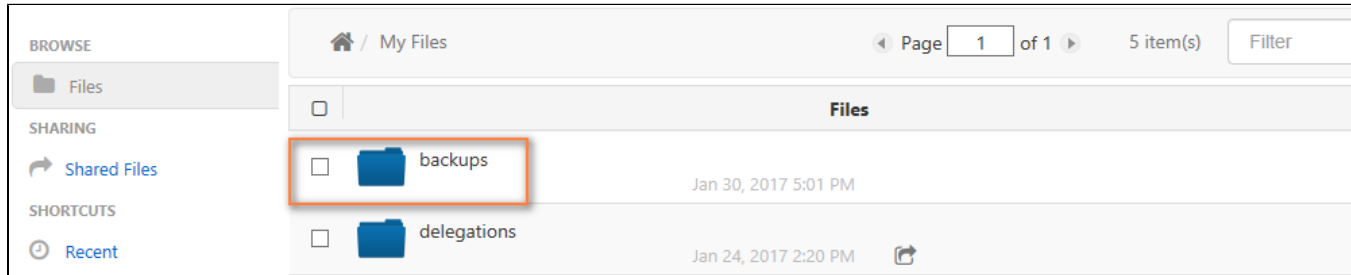 BROWSE
Files
SHARING
Shared Files
SHORTCUTS
Recent
/ My Files
Page 1 of 1
5 item(s)
Filter
Files
backups
Jan 30, 2017 5:01 PM
delegations
Jan 24, 2017 2:20 PM